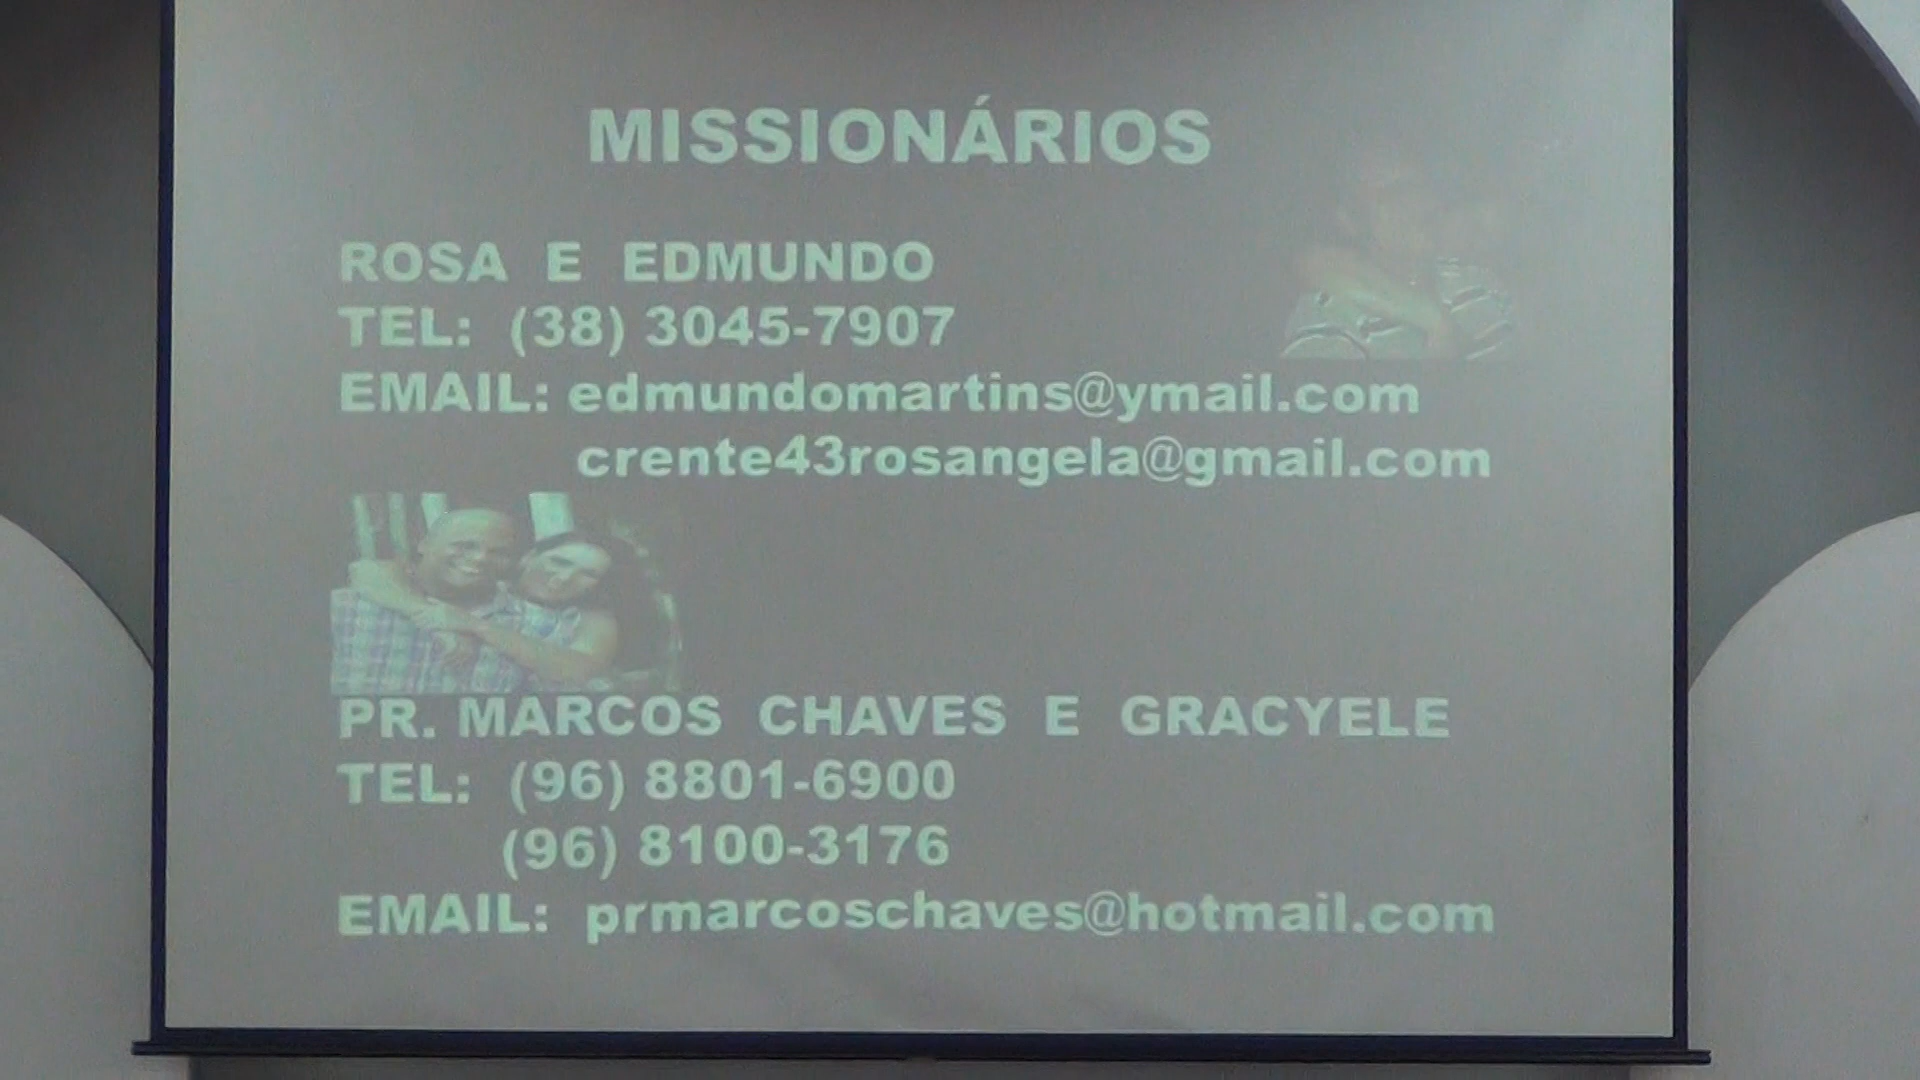 MISSIONÁRIOS
ROSA E EDMUNDO
TEL: (38) 3045-7907
EMAIL: edmundomartins@ymail.com
crente43rosangela@gmail.com
PR. MARCOS CHAVES E GRACYELE
TEL: (96) 8801-6900
(96) 8100-3176
EMAIL: prmarcoschaves@hotmail.com